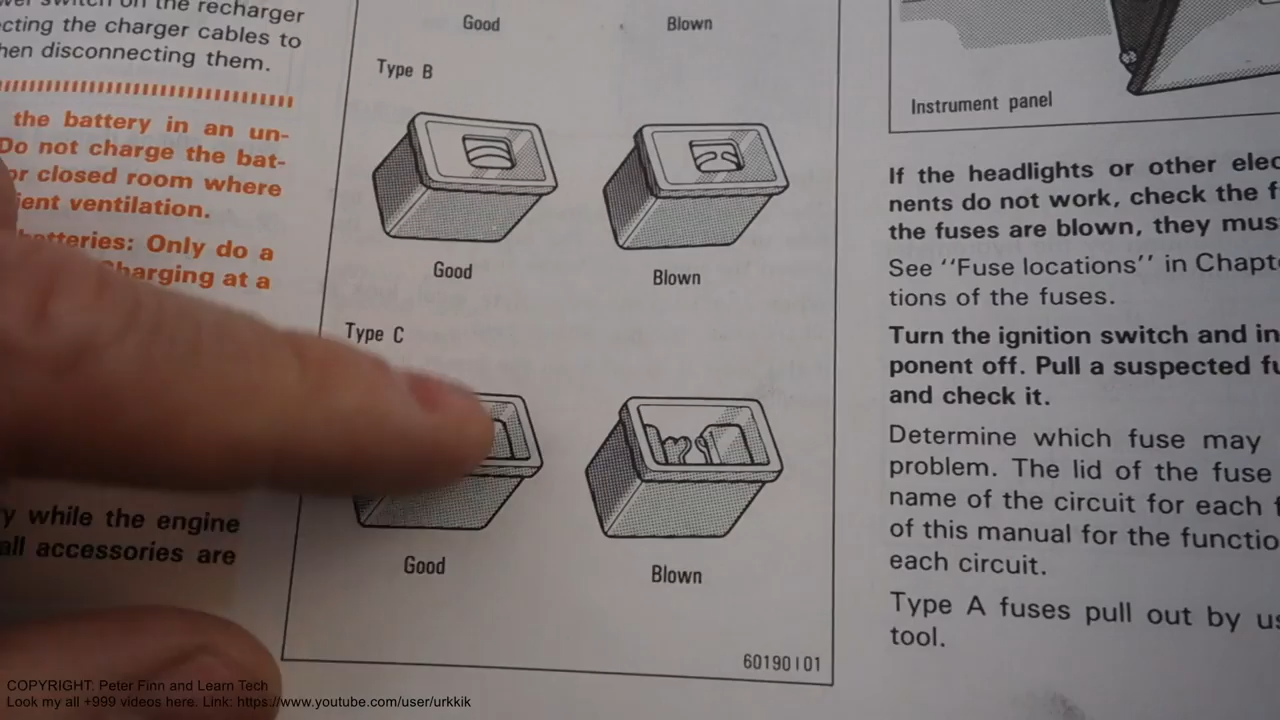 switch on the recharger
cting the charger cables to
hen disconnecting them.
the battery in an un-
Do not charge the bat-
or closed room where
ient ventilation.
batteries: Only do a
Charging at a
y while the engine
all accessories are
Good
Blown
Type B
Good
Blown
Type C
Good
Blown
60190101
Instrument panel
If the headlights or other elec
nents do not work, check the f
the fuses are blown, they mus
See "Fuse locations" in Chapt
tions of the fuses.
Turn the ignition switch and in
ponent off. Pull a suspected fu
and check it.
Determine which fuse may
problem. The lid of the fuse
name of the circuit for each f
of this manual for the functio
each circuit.
Type A fuses pull out by us
tool.
COPYRIGHT: Peter Finn and Learn Tech
Look my all +999 videos here. Link: https://www.youtube.com/user/urkkik